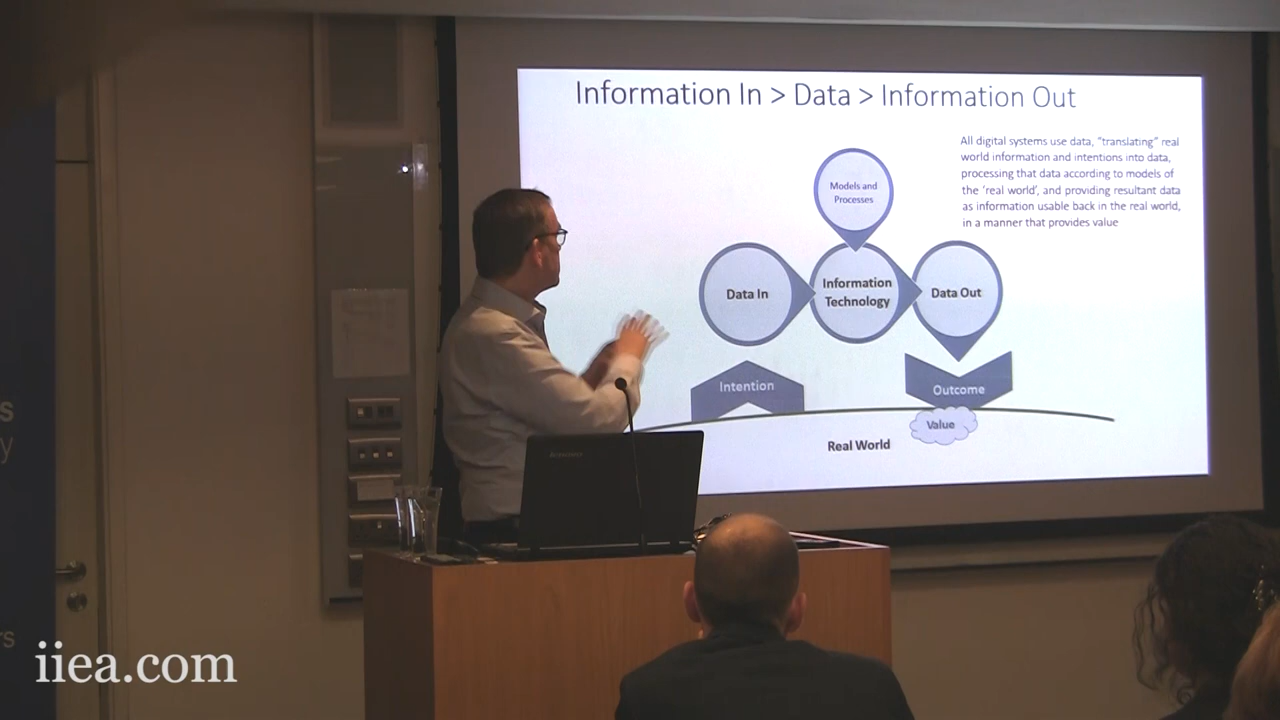 Information In > Data > Information Out
All digital systems use data, “translating” real
world information and intentions into data,
processing that data according to models of
the ‘real world’, and providing resultant data
as information usable back in the real world,
in a manner that provides value
Models and
Processes
Data In
Information
Technology
Data Out
Intention
Outcome
Value
Real World
s
y
rs
iiea.com